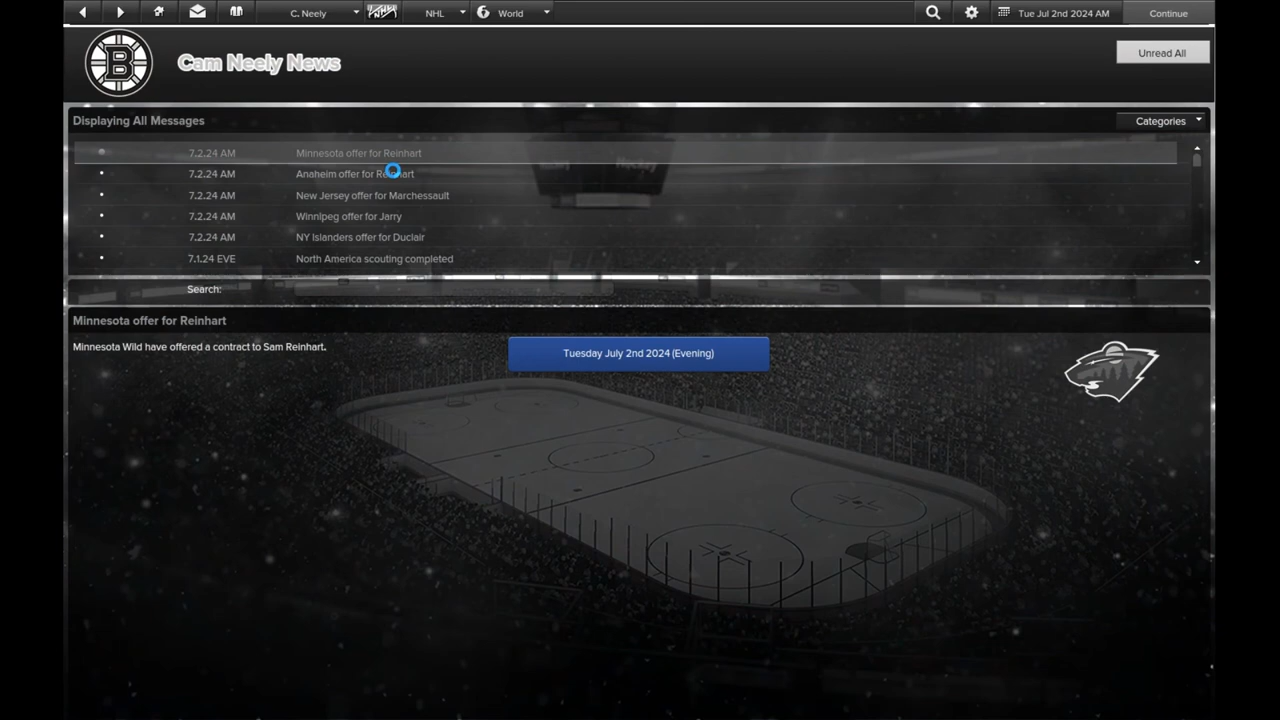 C. Neely
NHL
World
Tue Jul 2nd 2024 AM
Continue
B
Cam Neely News
Unread All
Displaying All Messages
Categories
7.2.24 AM Minnesota offer for Reinhart
7.2.24 AM Anaheim offer for Reinhart
7.2.24 AM New Jersey offer for Marchessault
7.2.24 AM Winnipeg offer for Jarry
7.2.24 AM NY Islanders offer for Duclair
7.1.24 EVE North America scouting completed
Search:
Minnesota offer for Reinhart
Minnesota Wild have offered a contract to Sam Reinhart.
Tuesday July 2nd 2024 (Evening)